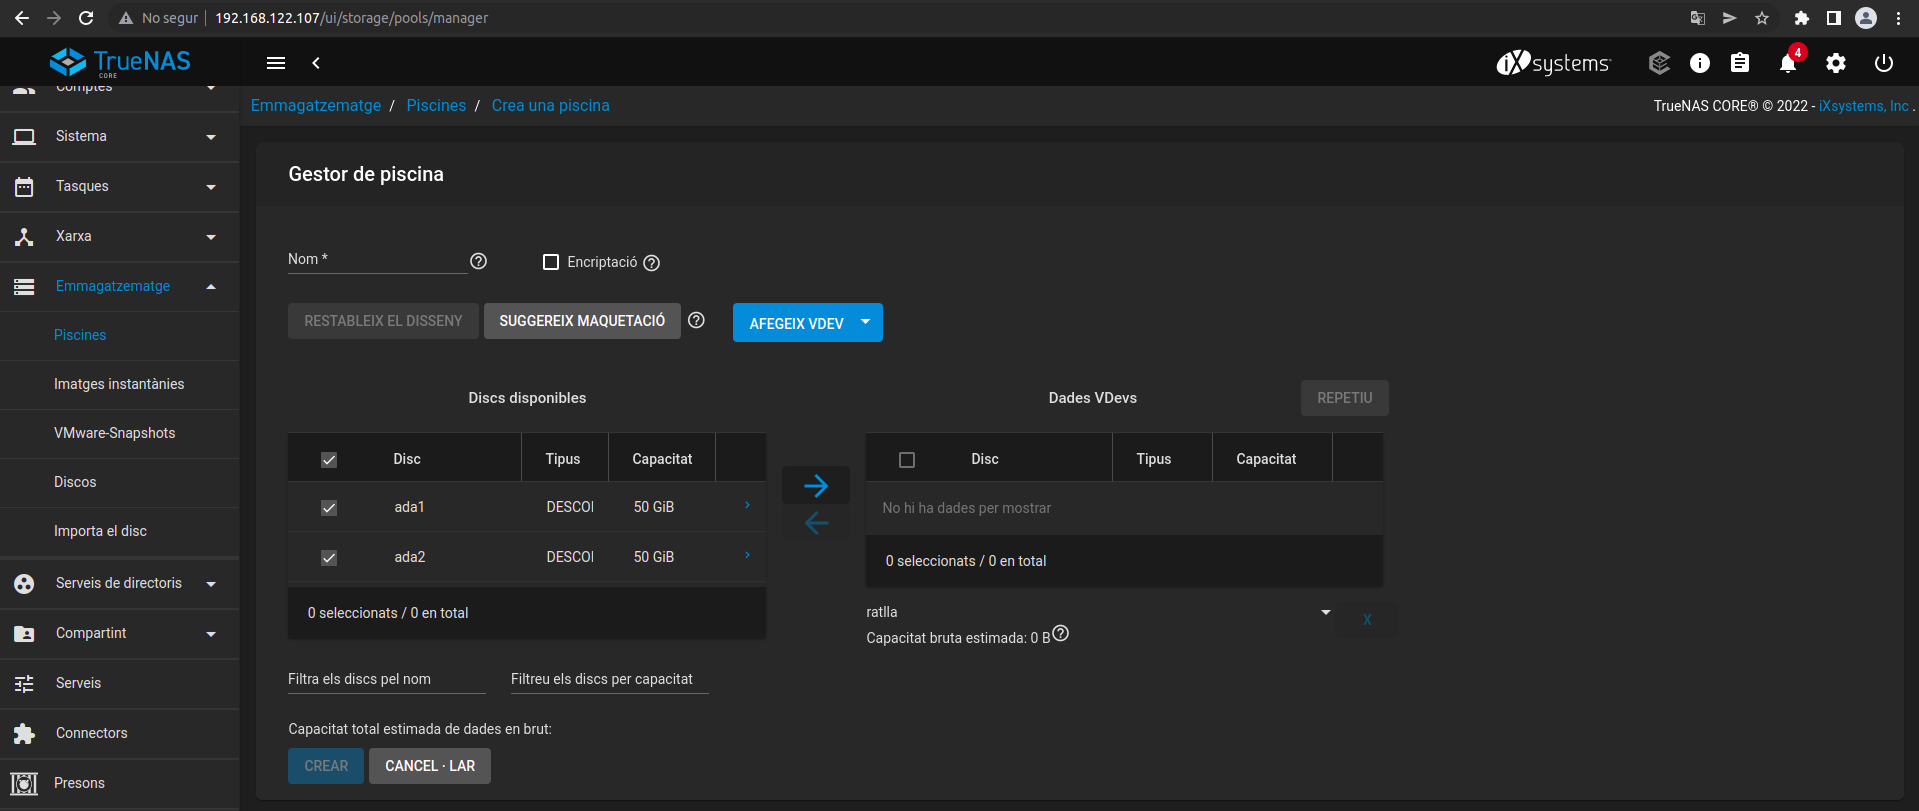 No segur
192.168.122.107/ui/storage/pools/manager
TrueNAS
CORE
iXsystems
4
Comptes
Sistema
Tasques
Xarxa
Emmagatzematge
Piscines
Imatges instantànies
VMware-Snapshots
Discos
Importa el disc
Serveis de directoris
Compartint
Serveis
Connectors
Presons
Emmagatzematge / Piscines / Crea una piscina
TrueNAS CORE® © 2022 - iXsystems, Inc .
Gestor de piscina
Nom *
Encriptació
RESTABLEIX EL DISSENY
SUGGEREIX MAQUETACIÓ
AFEGEIX VDEV
Discs disponibles
Disc Tipus Capacitat
ada1 DESCOI 50 GiB
ada2 DESCOI 50 GiB
0 seleccionats / 0 en total
Filtra els discs pel nom
Filtreu els discs per capacitat
Dades VDevs
REPETIU
Disc Tipus Capacitat
No hi ha dades per mostrar
0 seleccionats / 0 en total
ratlla
X
Capacitat bruta estimada: 0 B
Capacitat total estimada de dades en brut:
CREAR
CANCEL · LAR